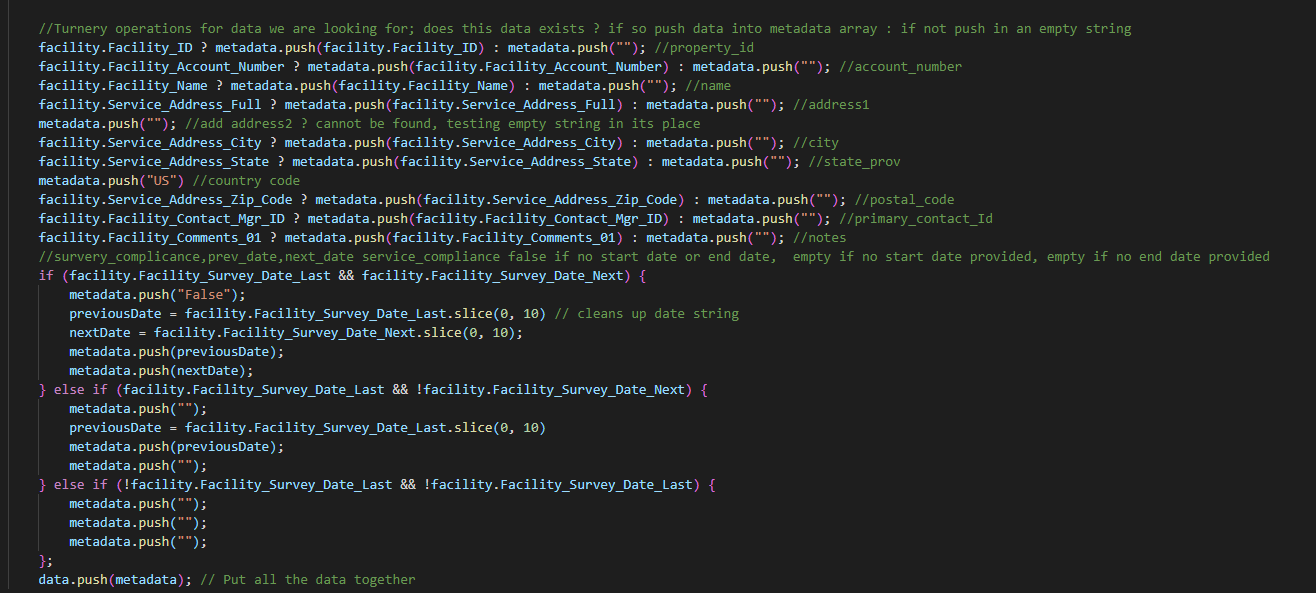 //Turnery operations for data we are looking for; does this data exists ? if so push data into metadata array : if not push in an empty string
facility.Facility_ID ? metadata.push(facility.Facility_ID) : metadata.push(""); //property_id
facility.Facility_Account_Number ? metadata.push(facility.Facility_Account_Number) : metadata.push(""); //account_number
facility.Facility_Name ? metadata.push(facility.Facility_Name) : metadata.push(""); //name
facility.Service_Address_Full ? metadata.push(facility.Service_Address_Full) : metadata.push(""); //address1
metadata.push(""); //add address2 ? cannot be found, testing empty string in its place
facility.Service_Address_City ? metadata.push(facility.Service_Address_City) : metadata.push(""); //city
facility.Service_Address_State ? metadata.push(facility.Service_Address_State) : metadata.push(""); //state_prov
metadata.push("US") //country code
facility.Service_Address_Zip_Code ? metadata.push(facility.Service_Address_Zip_Code) : metadata.push(""); //postal_code
facility.Facility_Contact_Mgr_ID ? metadata.push(facility.Facility_Contact_Mgr_ID) : metadata.push(""); //primary_contact_Id
facility.Facility_Comments_01 ? metadata.push(facility.Facility_Comments_01) : metadata.push(""); //notes
//survery_complicance,prev_date,next_date service_compliance false if no start date or end date,  empty if no start date provided, empty if no end date provided
if (facility.Facility_Survey_Date_Last && facility.Facility_Survey_Date_Next) {
    metadata.push("False");
    previousDate = facility.Facility_Survey_Date_Last.slice(0, 10) // cleans up date string
    nextDate = facility.Facility_Survey_Date_Next.slice(0, 10);
    metadata.push(previousDate);
    metadata.push(nextDate);
} else if (facility.Facility_Survey_Date_Last && !facility.Facility_Survey_Date_Next) {
    metadata.push("");
    previousDate = facility.Facility_Survey_Date_Last.slice(0, 10)
    metadata.push(previousDate);
    metadata.push("");
} else if (!facility.Facility_Survey_Date_Last && !facility.Facility_Survey_Date_Last) {
    metadata.push("");
    metadata.push("");
    metadata.push("");
};
data.push(metadata); // Put all the data together